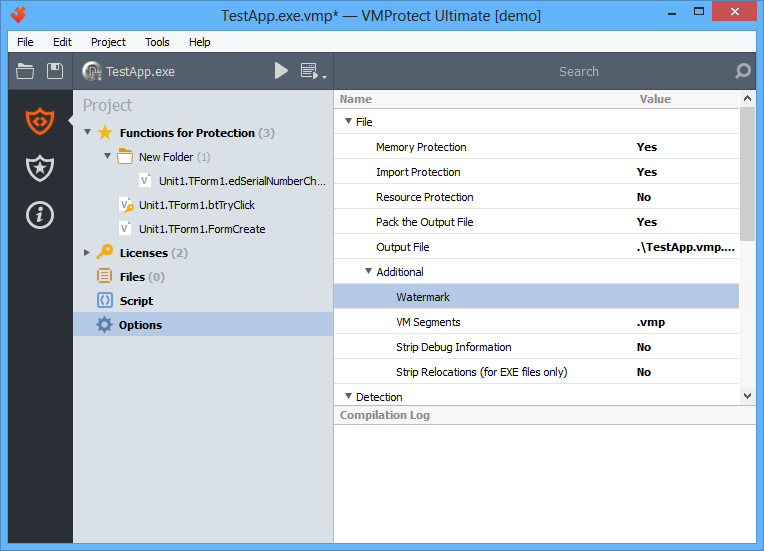 TestApp.exe.vmp* — VMProtect Ultimate [demo]
File Edit Project Tools Help
TestApp.exe
Search
Project
Functions for Protection (3)
New Folder (1)
Unit1.TForm1.edSerialNumberCh...
Unit1.TForm1.btTryClick
Unit1.TForm1.FormCreate
Licenses (2)
Files (0)
Script
Options
Name Value
File
Memory Protection Yes
Import Protection Yes
Resource Protection No
Pack the Output File Yes
Output File .\TestApp.vmp....
Additional
Watermark
VM Segments .vmp
Strip Debug Information No
Strip Relocations (for EXE files only) No
Detection
Compilation Log